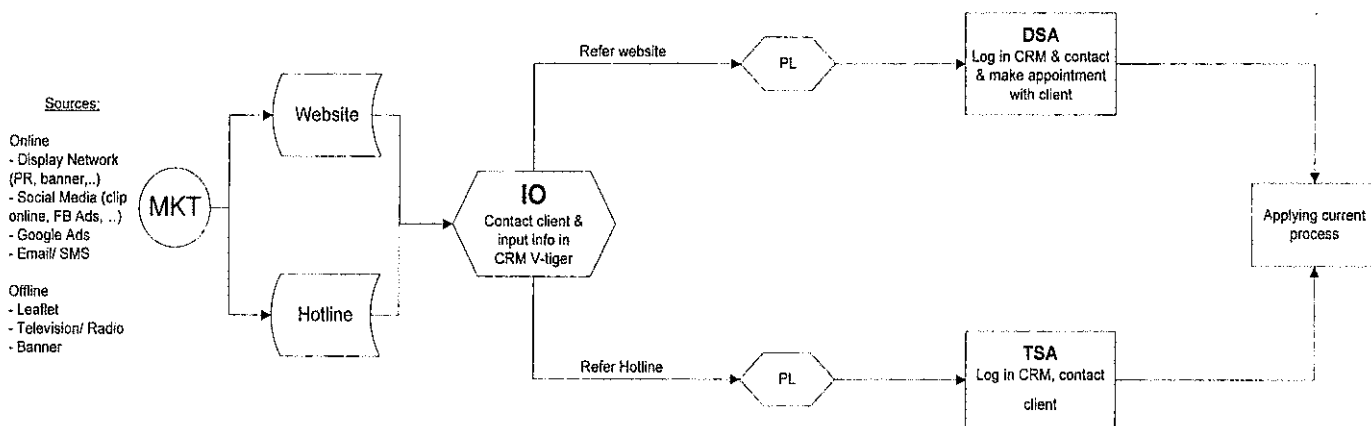 Sources:
Online
- Display Network
(PR, banner,..)
- Social Media (clip
online, FB Ads, ..)
- Google Ads
- Email/ SMS
Offline
- Leaflet
- Television/ Radio
- Banner
MKT
Website
Hotline
IO
Contact client &
input info in
CRM V-tiger
Refer website
PL
DSA
Log in CRM & contact
& make appointment
with client
Refer Hotline
PL
TSA
Log in CRM, contact
client
Applying current
process